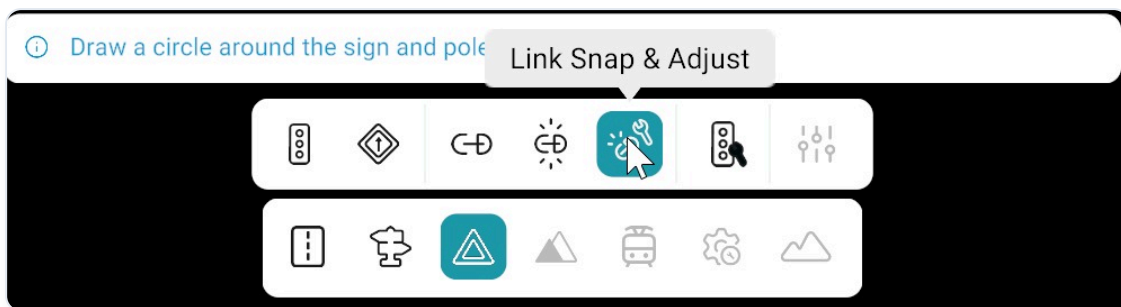 Draw a circle around the sign and pole
Link Snap & Adjust